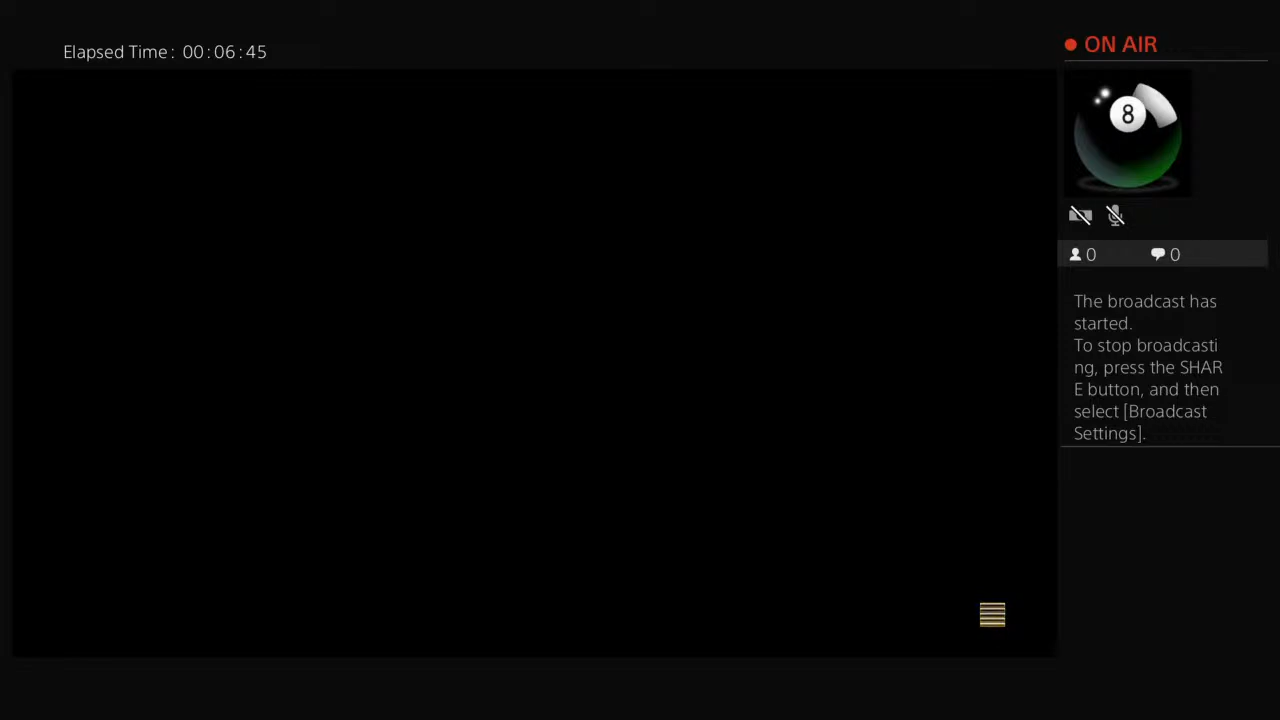 Elapsed Time: 00:06:45
ON AIR
8
0 0
The broadcast has
started.
To stop broadcasti
ng, press the SHAR
E button, and then
select [Broadcast
Settings].